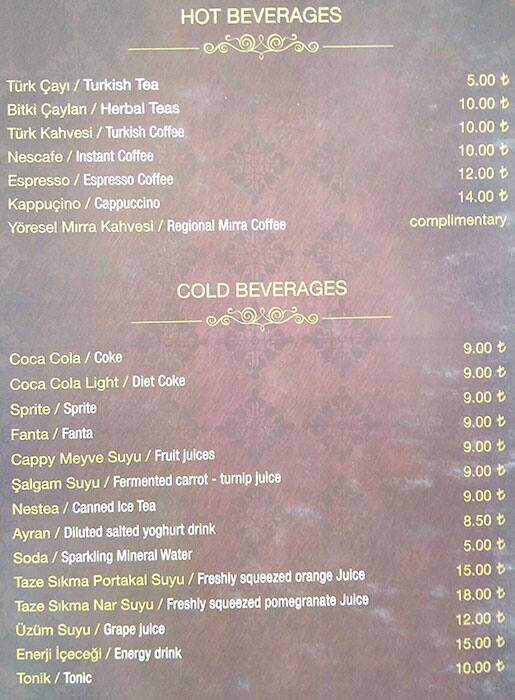 HOT BEVERAGES
Türk Çayı / Turkish Tea 5.00 ₺
Bitki Çayları / Herbal Teas 10.00 ₺
Türk Kahvesi / Turkish Coffee 10.00 ₺
Nescafe / Instant Coffee 10.00 ₺
Espresso / Espresso Coffee 12.00 ₺
Kappuçino / Cappuccino 14.00 ₺
Yöresel Mırra Kahvesi / Regional Mırra Coffee complimentary
COLD BEVERAGES
Coca Cola / Coke 9.00 ₺
Coca Cola Light / Diet Coke 9.00 ₺
Sprite / Sprite 9.00 ₺
Fanta / Fanta 9.00 ₺
Cappy Meyve Suyu / Fruit juices 9.00 ₺
Şalgam Suyu / Fermented carrot - turnip juice 9.00 ₺
Nestea / Canned Ice Tea 9.00 ₺
Ayran / Diluted salted yoghurt drink 8.50 ₺
Soda / Sparkling Mineral Water 5.00 ₺
Taze Sıkma Portakal Suyu / Freshly squeezed orange Juice 15.00 ₺
Taze Sıkma Nar Suyu / Freshly squeezed pomegranate Juice 18.00 ₺
Üzüm Suyu / Grape juice 12.00 ₺
Enerji İçeceği / Energy drink 15.00 ₺
Tonik / Tonic 10.00 ₺